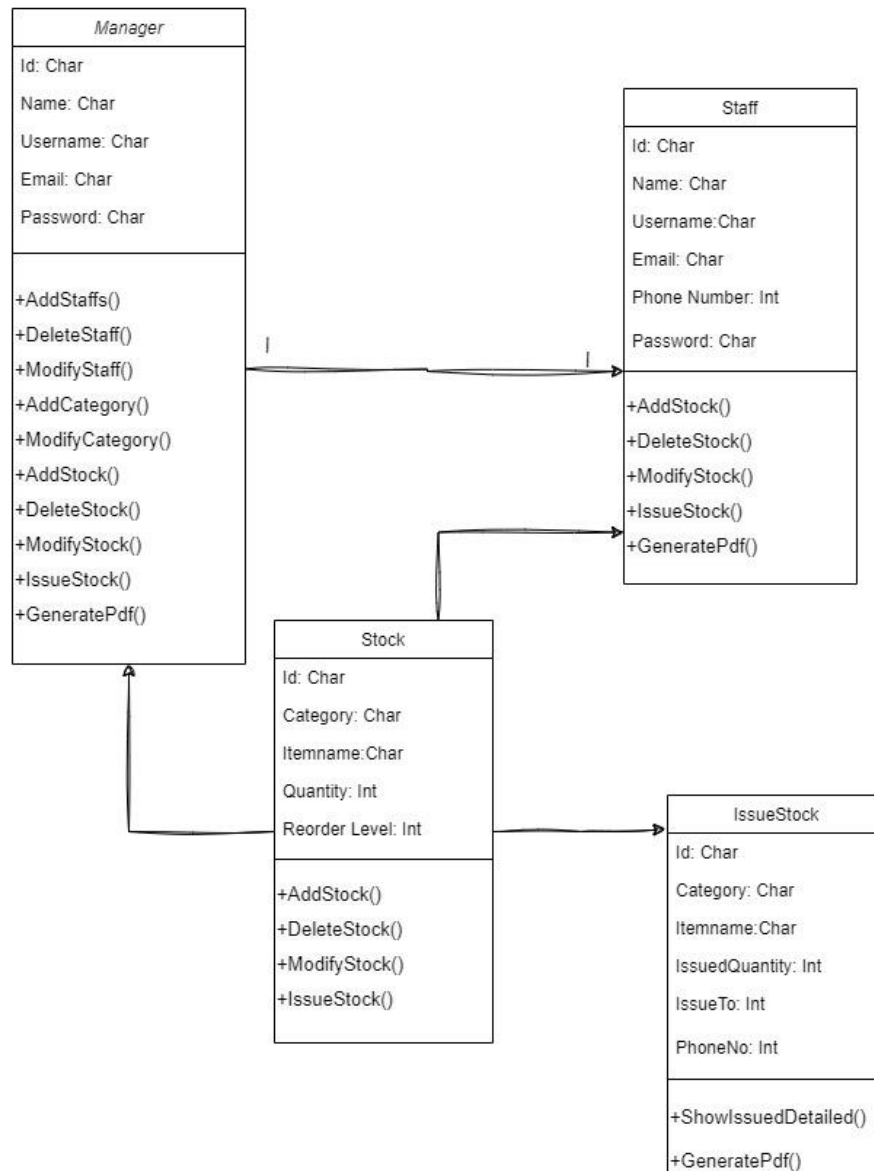 Manager
Id: Char
Name: Char
Username: Char
Email: Char
Password: Char
+AddStaffs()
+DeleteStaff()
+ModifyStaff()
+AddCategory()
+ModifyCategory()
+AddStock()
+DeleteStock()
+ModifyStock()
+IssueStock()
+GeneratePdf()
l
l
Staff
Id: Char
Name: Char
Username:Char
Email: Char
Phone Number: Int
Password: Char
+AddStock()
+DeleteStock()
+ModifyStock()
+IssueStock()
+GeneratePdf()
Stock
Id: Char
Category: Char
Itemname:Char
Quantity: Int
Reorder Level: Int
+AddStock()
+DeleteStock()
+ModifyStock()
+IssueStock()
IssueStock
Id: Char
Category: Char
Itemname:Char
IssuedQuantity: Int
IssueTo: Int
PhoneNo: Int
+ShowIssuedDetailed()
+GeneratePdf()